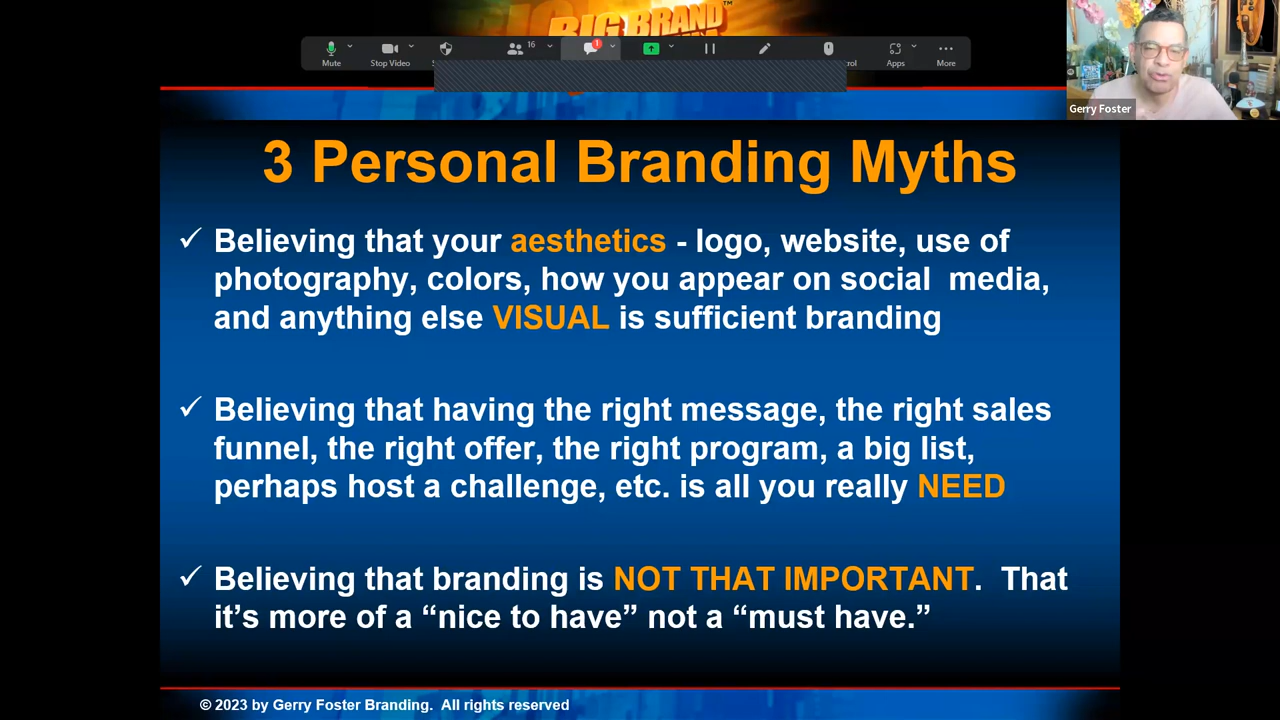 BIG BRAND
™
16
1
Mute
Stop Video
Apps
More
Gerry Foster
3 Personal Branding Myths
✓ Believing that your aesthetics - logo, website, use of
photography, colors, how you appear on social media,
and anything else VISUAL is sufficient branding
✓ Believing that having the right message, the right sales
funnel, the right offer, the right program, a big list,
perhaps host a challenge, etc. is all you really NEED
✓ Believing that branding is NOT THAT IMPORTANT. That
it’s more of a “nice to have” not a “must have.”
© 2023 by Gerry Foster Branding. All rights reserved